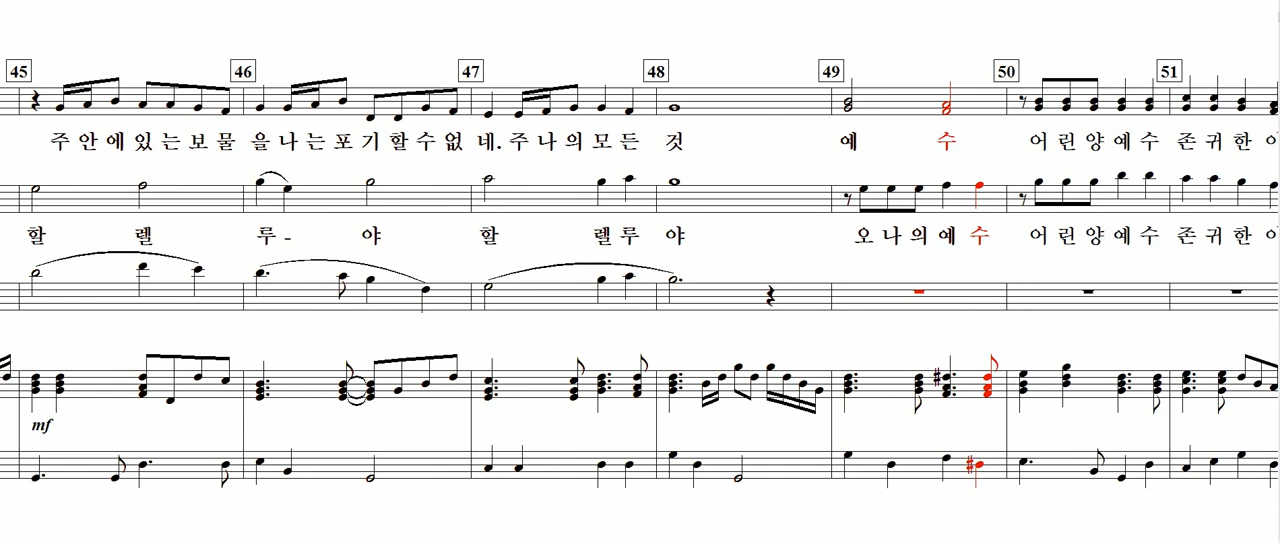 45 46 47 48 49 50 51
주 안 에 있 는 보 물 을 나 는 포 기 할 수 없 네. 주 나 의 모 든 것 예 수 어 린 양 예 수 존 귀 한
할 렐 루 - 야 할 렐 루 야 오 나 의 예 수 어 린 양 예 수 존 귀 한
mf